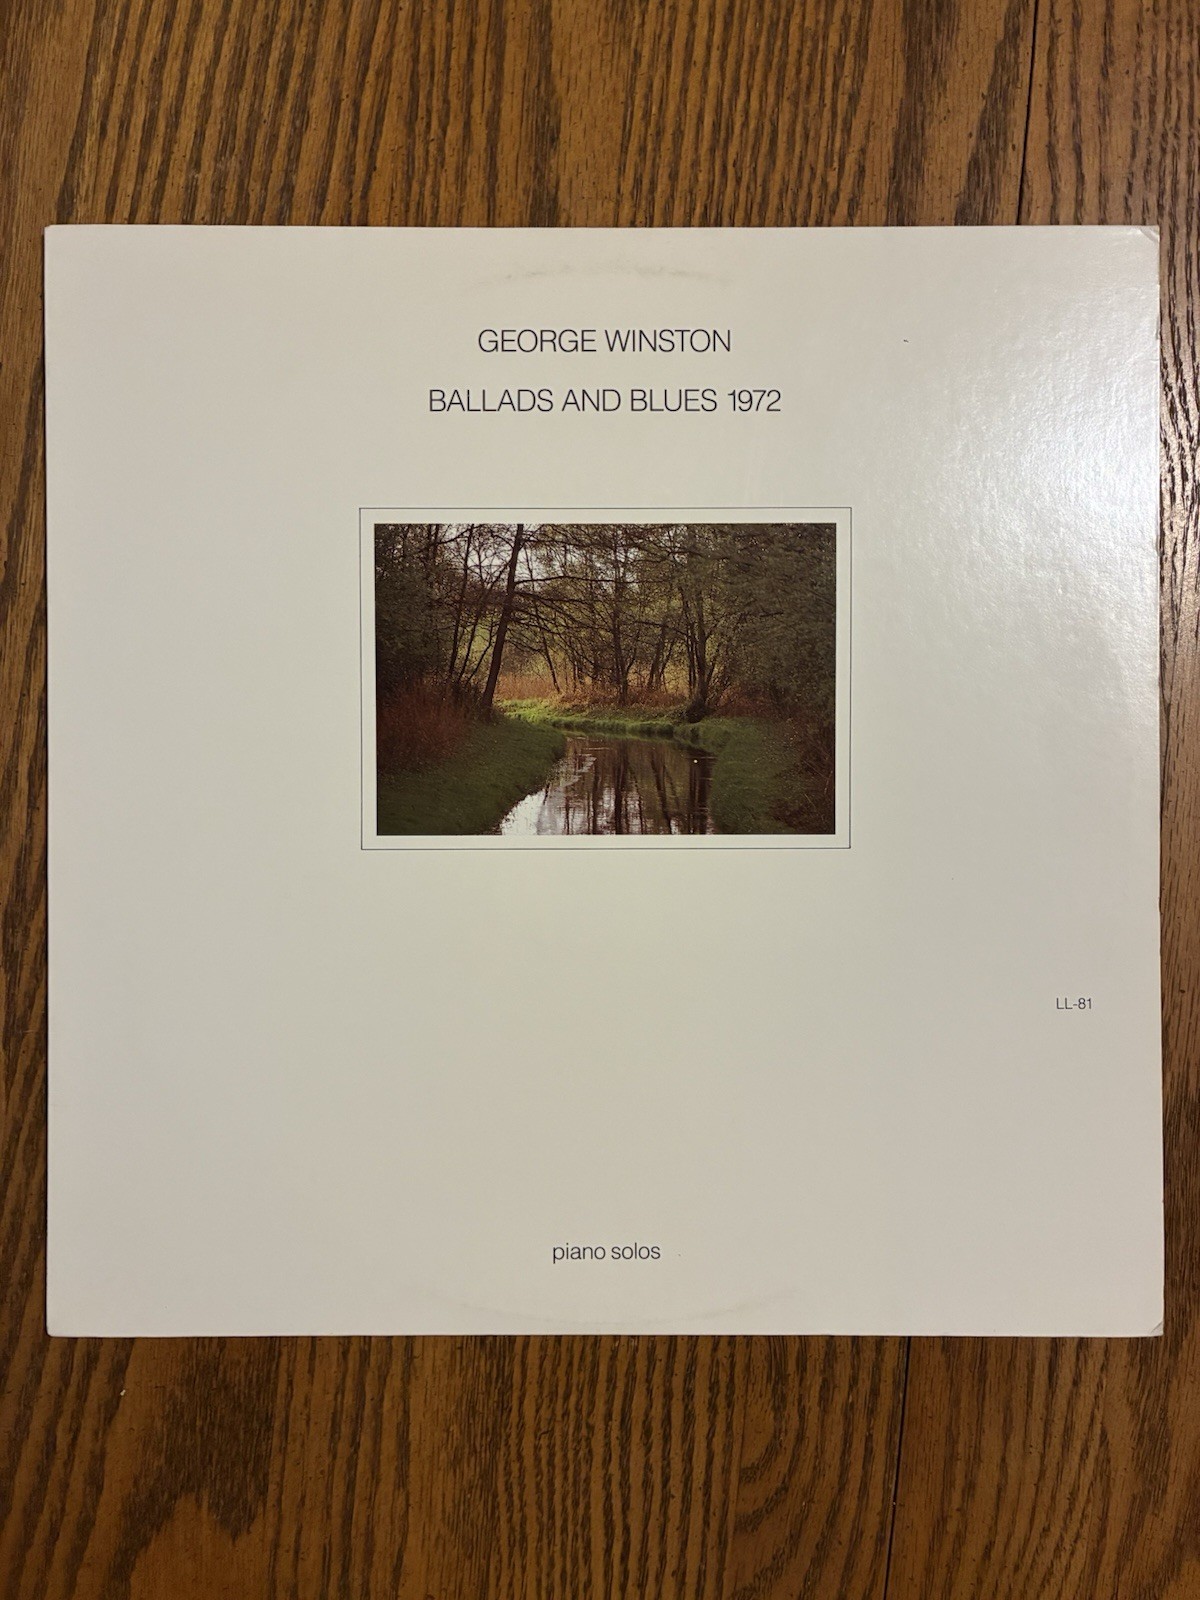 GEORGE WINSTON
BALLADS AND BLUES 1972
LL-81
piano solos